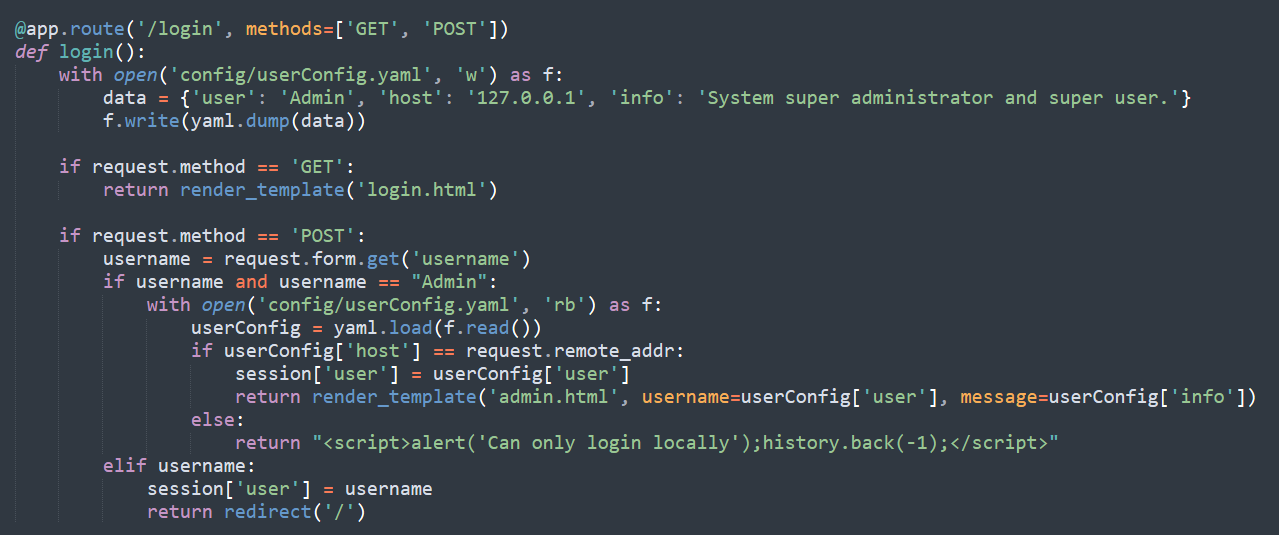 @app.route('/login', methods=['GET', 'POST'])
def login():
    with open('config/userConfig.yaml', 'w') as f:
        data = {'user': 'Admin', 'host': '127.0.0.1', 'info': 'System super administrator and super user.'}
        f.write(yaml.dump(data))

    if request.method == 'GET':
        return render_template('login.html')

    if request.method == 'POST':
        username = request.form.get('username')
        if username and username == "Admin":
            with open('config/userConfig.yaml', 'rb') as f:
                userConfig = yaml.load(f.read())
                if userConfig['host'] == request.remote_addr:
                    session['user'] = userConfig['user']
                    return render_template('admin.html', username=userConfig['user'], message=userConfig['info'])
                else:
                    return "<script>alert('Can only login locally');history.back(-1);</script>"
        elif username:
            session['user'] = username
            return redirect('/')